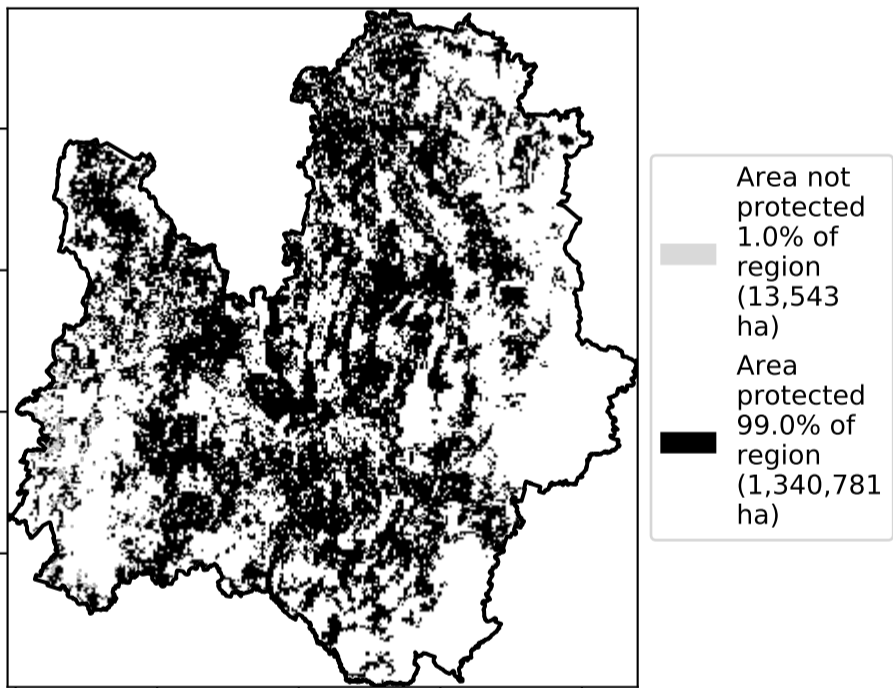 Area not
protected
1.0% of
region
(13,543
ha)
Area
protected
99.0% of
region
(1,340,781
ha)